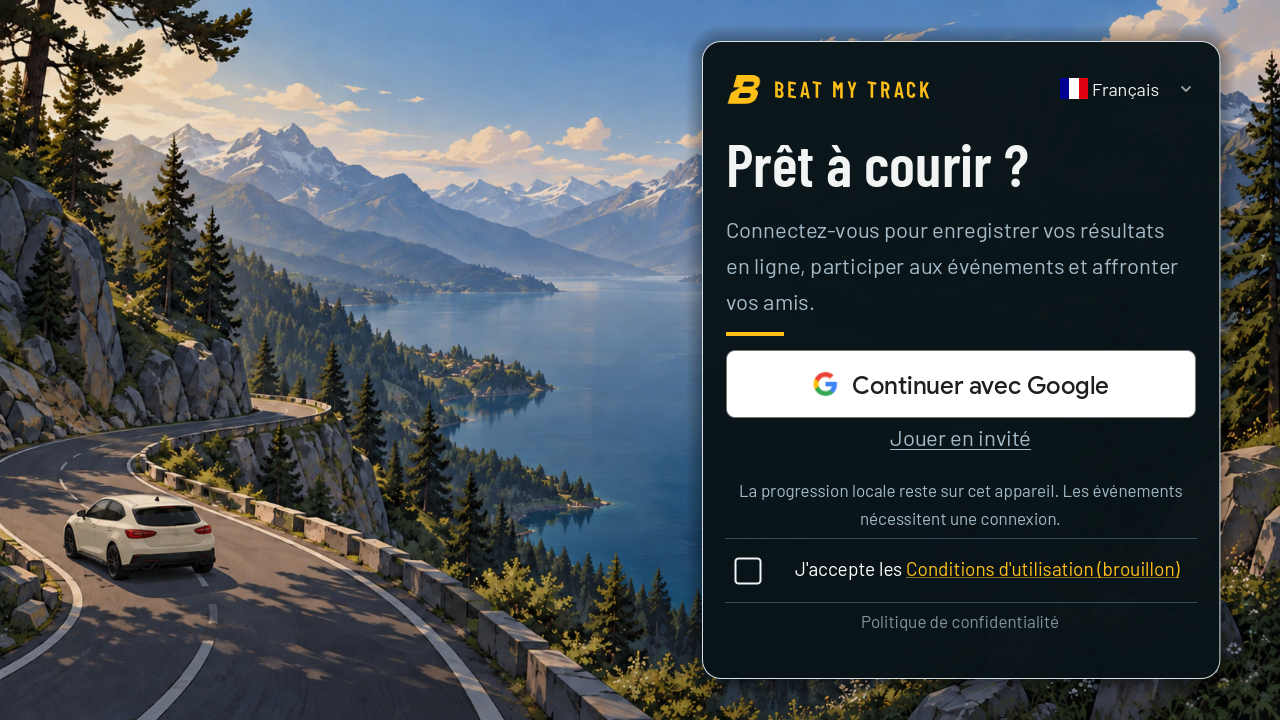 BEAT MY TRACK
Français
Prêt à courir ?
Connectez-vous pour enregistrer vos résultats
en ligne, participer aux événements et affronter
vos amis.
Continuer avec Google
Jouer en invité
La progression locale reste sur cet appareil. Les événements
nécessitent une connexion.
J'accepte les Conditions d'utilisation (brouillon)
Politique de confidentialité